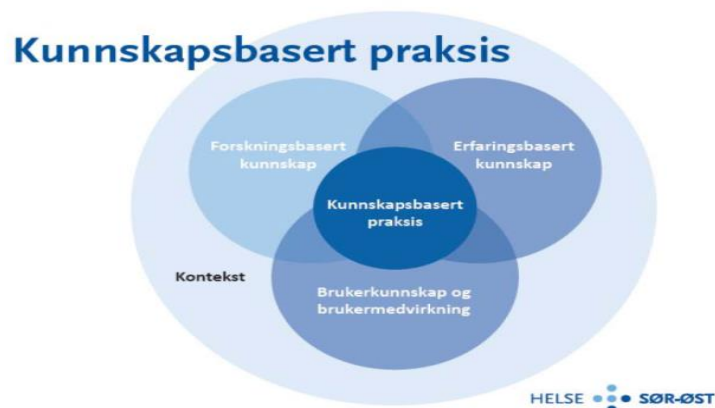 Kunnskapsbasert praksis
Forskningsbasert
kunnskap
Erfaringsbasert
kunnskap
Kunnskapsbasert
praksis
Kontekst
Brukerkunnskap og
brukermedvirkning
HELSE SØR-ØST